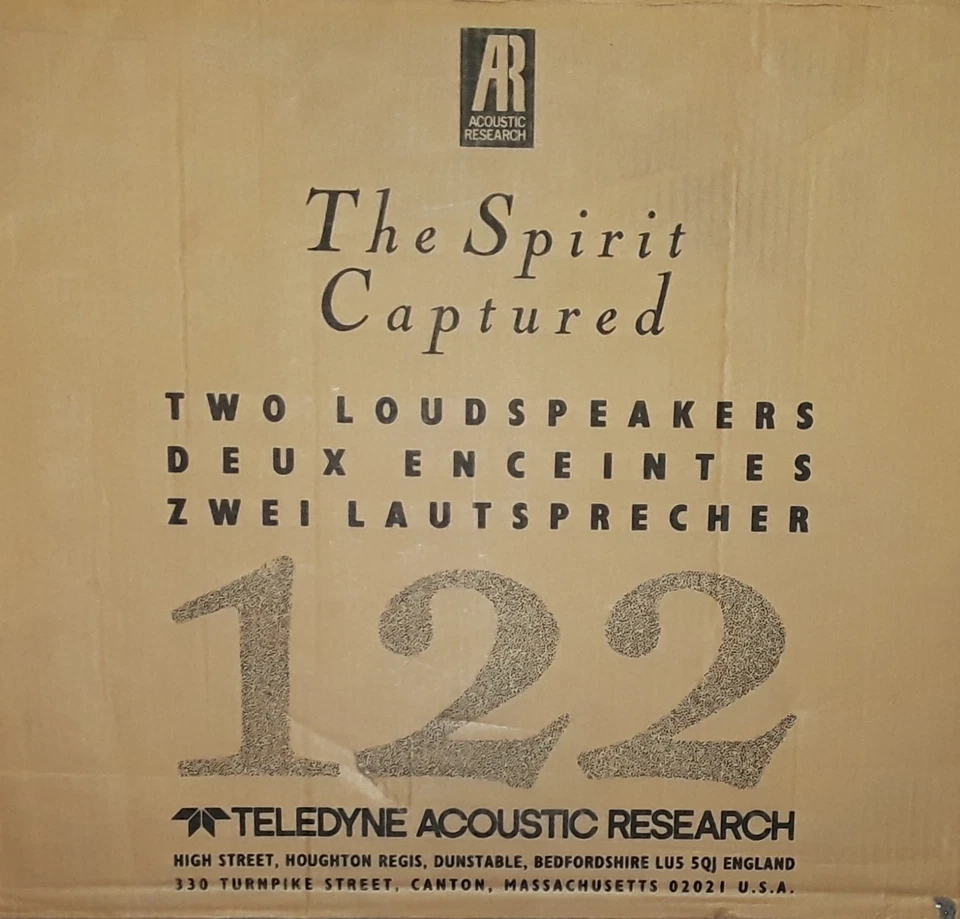 AR
ACOUSTIC
RESEARCH
The Spirit
Captured
TWO LOUDSPEAKERS
DEUX ENCEINTES
ZWEI LAUTSPRECHER
122
TELEDYNE ACOUSTIC RESEARCH
HIGH STREET, HOUGHTON REGIS, DUNSTABLE, BEDFORDSHIRE LU5 5QJ ENGLAND
330 TURNPIKE STREET, CANTON, MASSACHUSETTS 02021 U.S.A.